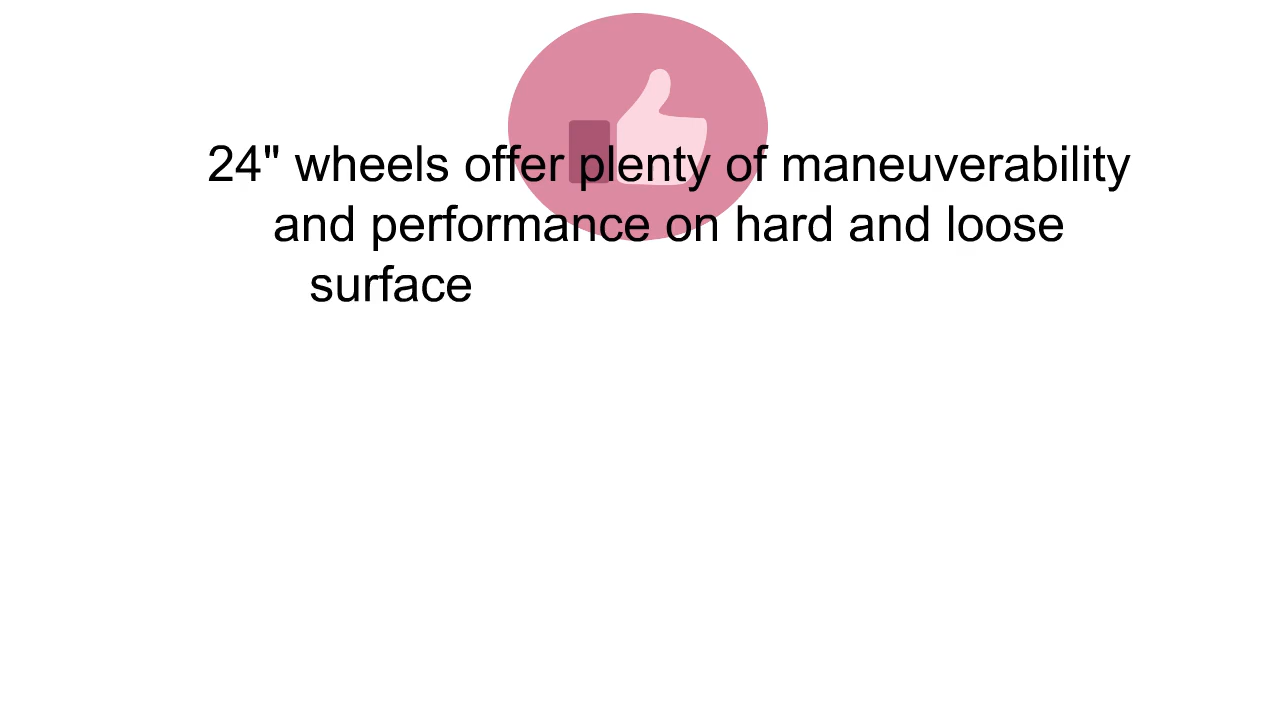 24" wheels offer plenty of maneuverability
and performance on hard and loose
surface